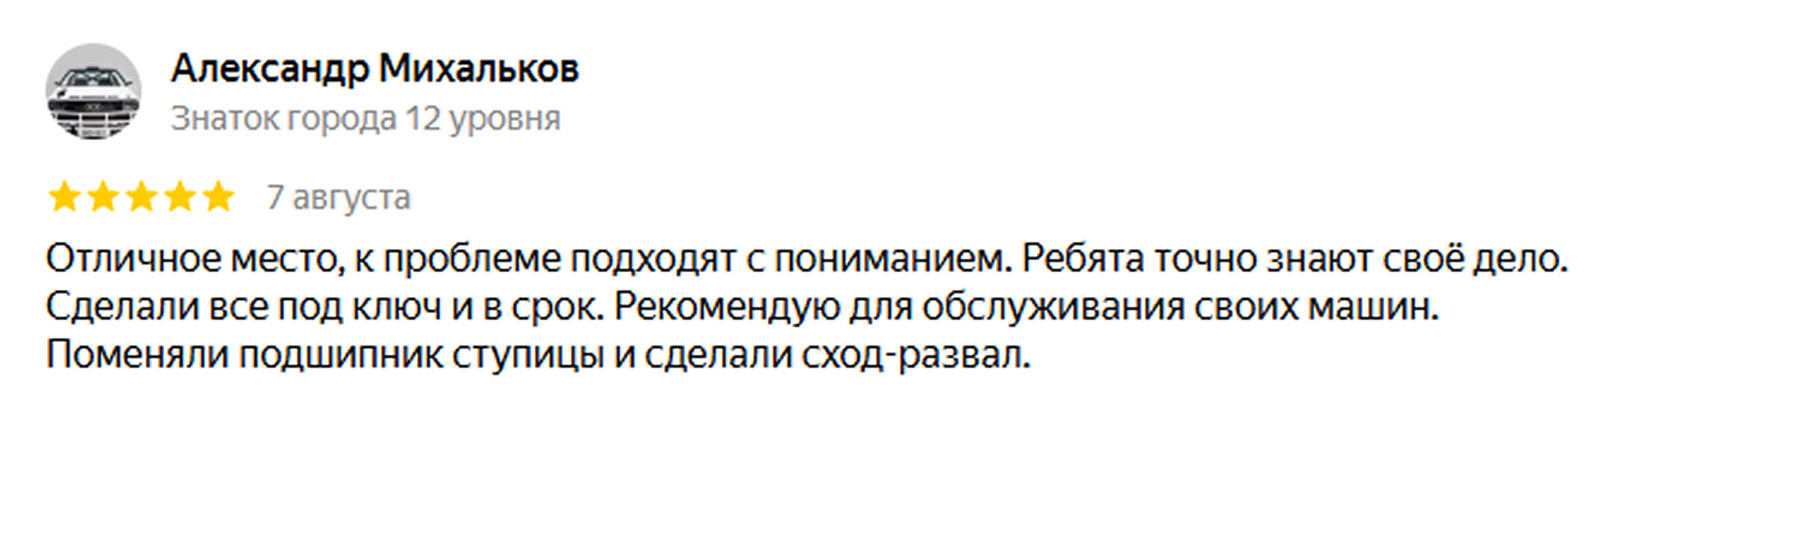 Александр Михальков
Знаток города 12 уровня
7 августа
Отличное место, к проблеме подходят с пониманием. Ребята точно знают своё дело.
Сделали все под ключ и в срок. Рекомендую для обслуживания своих машин.
Поменяли подшипник ступицы и сделали сход-развал.